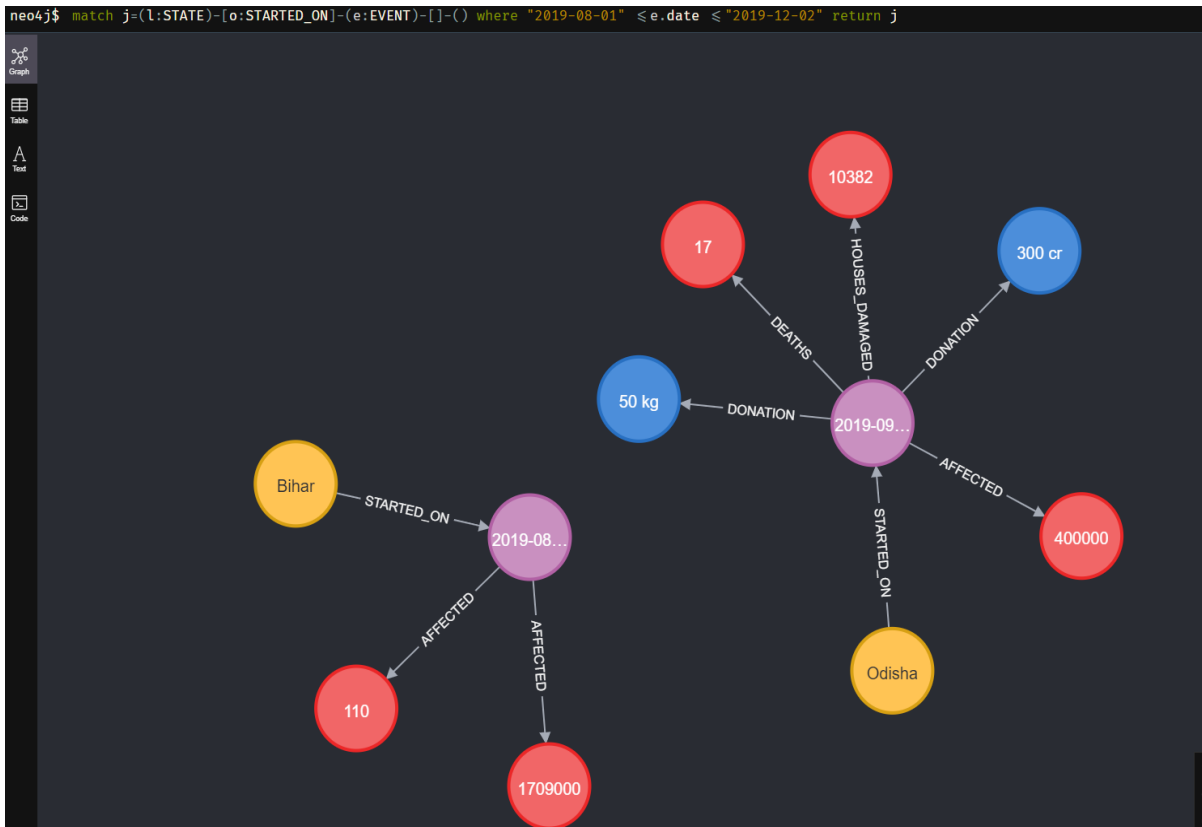 neo4j$ match j=(l:STATE)-[o:STARTED_ON]-(e:EVENT)-[]-() where "2019-08-01" ≤e.date ≤"2019-12-02" return j
Graph
Table
Text
Code
10382
17
300 cr
HOUSES_DAMAGED
DEATHS
DONATION
50 kg
DONATION
2019-09...
AFFECTED
Bihar
STARTED_ON
2019-08...
400000
STARTED_ON
AFFECTED
AFFECTED
Odisha
110
1709000